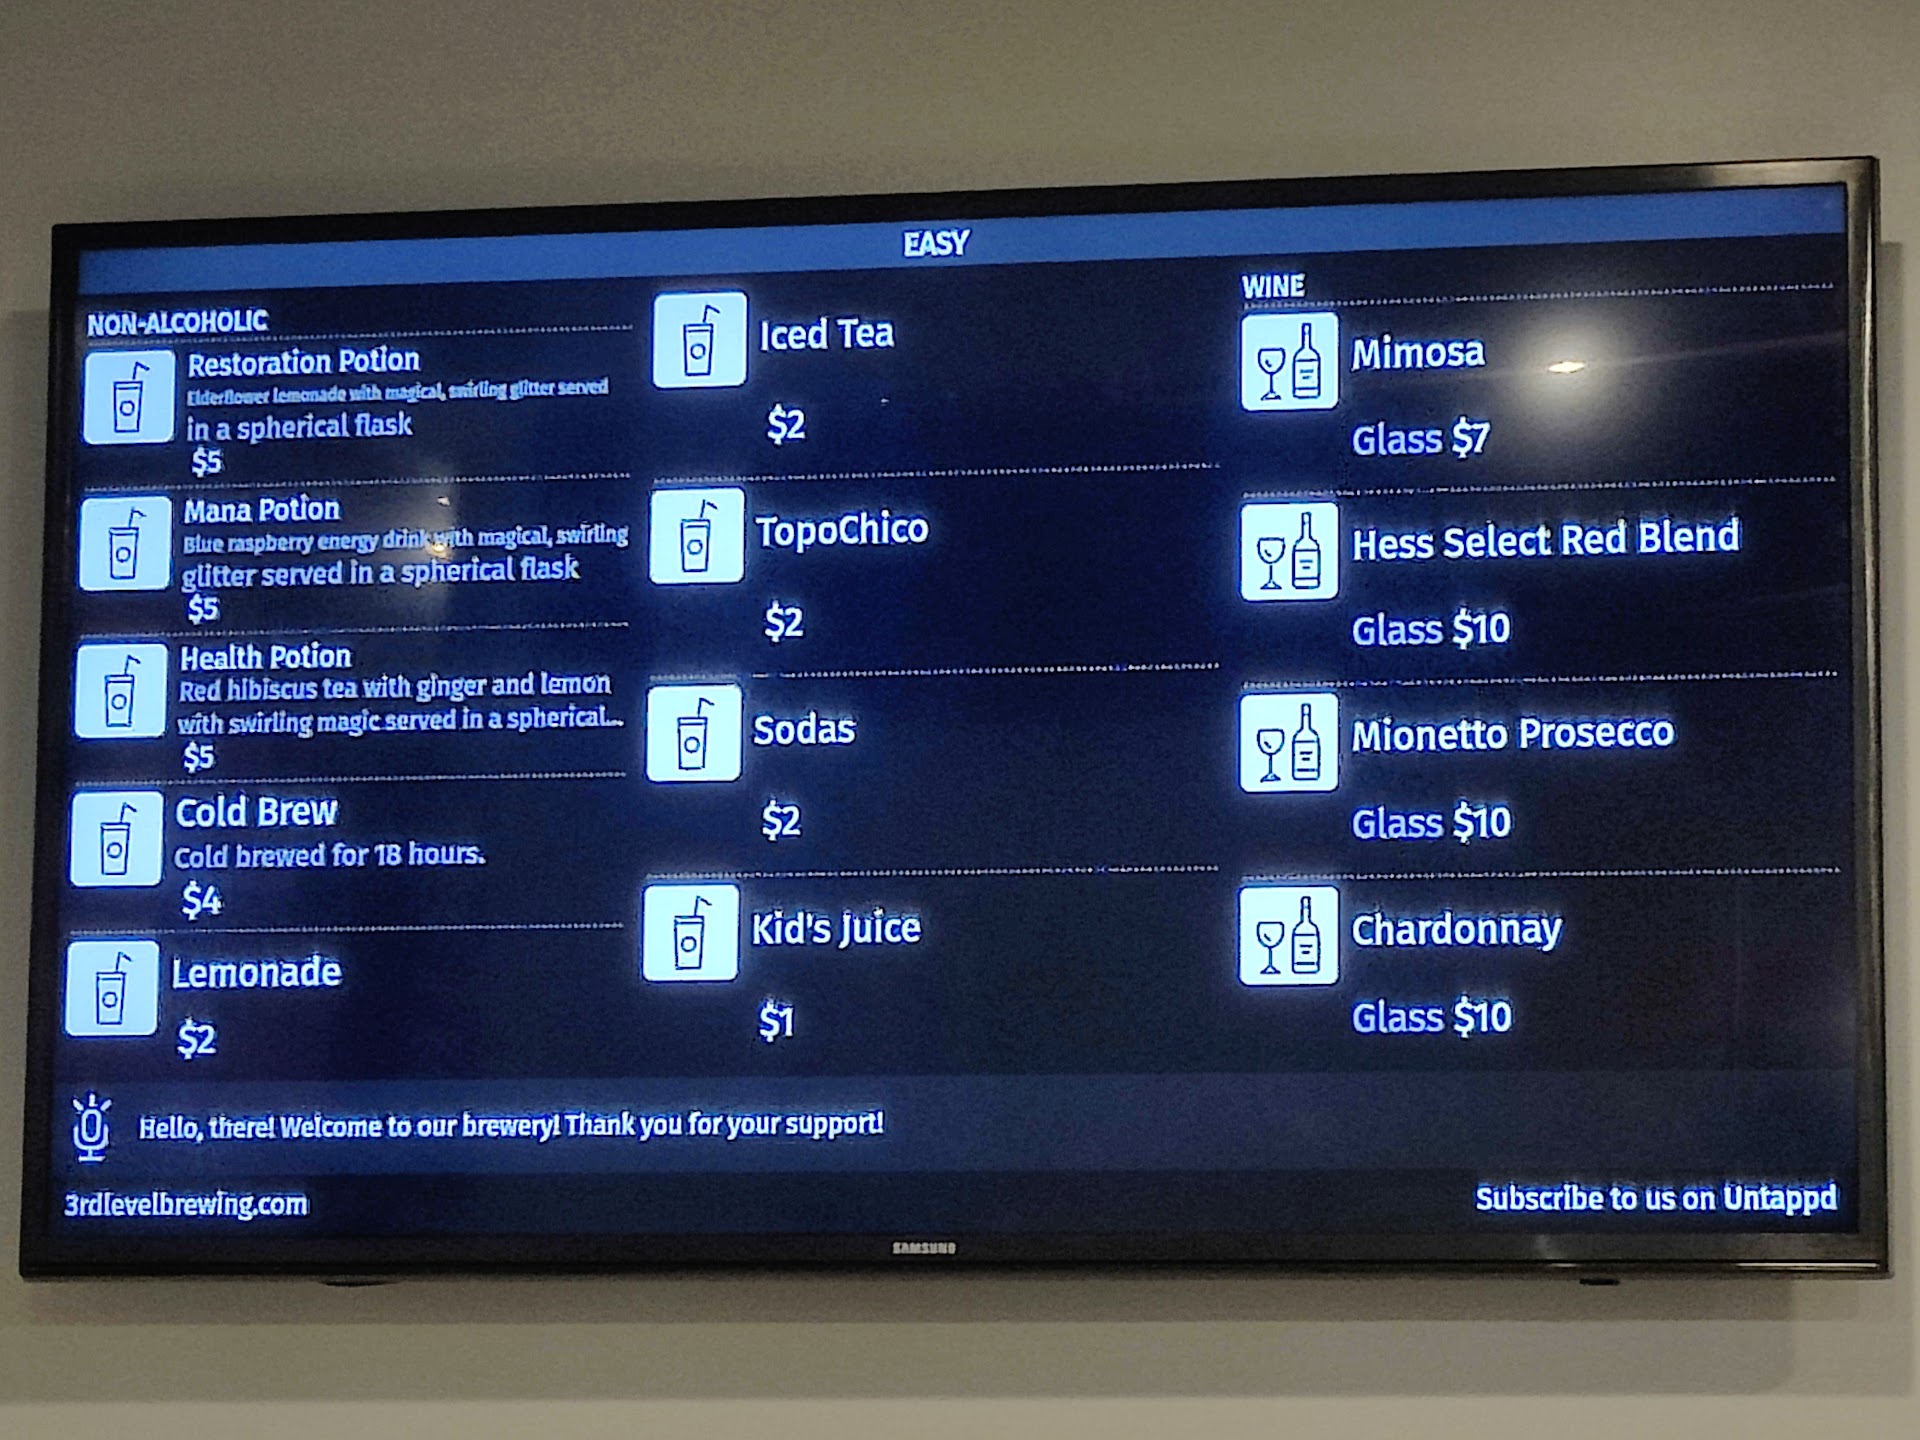 EASY
NON-ALCOHOLIC
Restoration Potion
Elderflower lemonade with magical, swirling glitter served
in a spherical flask
$5
Mana Potion
Blue raspberry energy drink with magical, swirling
glitter served in a spherical flask
$5
Health Potion
Red hibiscus tea with ginger and lemon
with swirling magic served in a spherical...
$5
Cold Brew
Cold brewed for 18 hours.
$4
Lemonade
$2
Iced Tea
$2
TopoChico
$2
Sodas
$2
Kid's Juice
$1
WINE
Mimosa
Glass $7
Hess Select Red Blend
Glass $10
Mionetto Prosecco
Glass $10
Chardonnay
Glass $10
Hello, there! Welcome to our brewery! Thank you for your support!
3rdlevelbrewing.com
Subscribe to us on Untappd
SAMSUNG